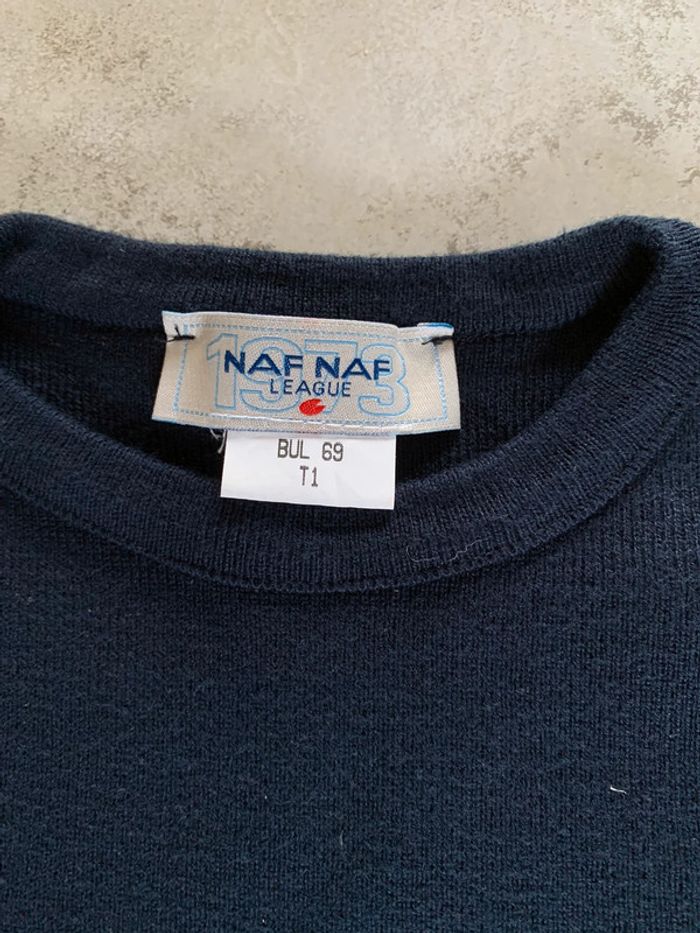 1973
NAF NAF
LEAGUE
BUL 69
T1